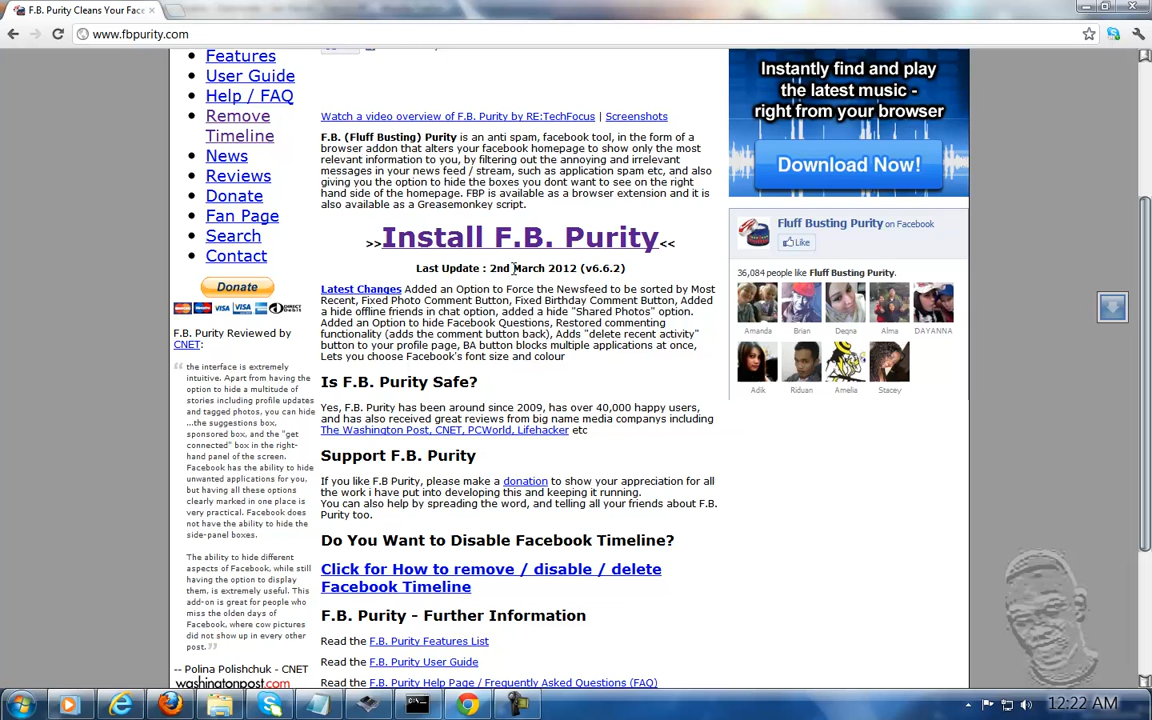 F.B. Purity Cleans Your Face
www.fbpurity.com
Features
User Guide
Help / FAQ
Remove
Timeline
News
Reviews
Donate
Fan Page
Search
Contact
Donate
VISA
VISA
F.B. Purity Reviewed by
CNET:
the interface is extremely
intuitive. Apart from having the
option to hide a multitude of
stories including profile updates
and tagged photos, you can hide
...the suggestions box,
sponsored box, and the "get
connected" box in the right-
hand panel of the screen.
Facebook has the ability to hide
unwanted applications for you,
but having all these options
clearly marked in one place is
very practical. Facebook does
not have the ability to hide the
side-panel boxes.
The ability to hide different
aspects of Facebook, while still
having the option to display
them, is extremely useful. This
add-on is great for people who
miss the olden days of
Facebook, where cow pictures
did not show up in every other
post.
-- Polina Polishchuk - CNET
washingtonpost.com
Watch a video overview of F.B. Purity by RE:TechFocus | Screenshots
F.B. (Fluff Busting) Purity is an anti spam, facebook tool, in the form of a
browser addon that alters your facebook homepage to show only the most
relevant information to you, by filtering out the annoying and irrelevant
messages in your news feed / stream, such as application spam etc, and also
giving you the option to hide the boxes you dont want to see on the right
hand side of the homepage. FBP is available as a browser extension and it is
also available as a Greasemonkey script.
>>Install F.B. Purity<<
Last Update : 2nd March 2012 (v6.6.2)
Latest Changes Added an Option to Force the Newsfeed to be sorted by Most
Recent, Fixed Photo Comment Button, Fixed Birthday Comment Button, Added
a hide offline friends in chat option, added a hide "Shared Photos" option.
Added an Option to hide Facebook Questions, Restored commenting
functionality (adds the comment button back), Adds "delete recent activity"
button to your profile page, BA button blocks multiple applications at once,
Lets you choose Facebook's font size and colour
Is F.B. Purity Safe?
Yes, F.B. Purity has been around since 2009, has over 40,000 happy users,
and has also received great reviews from big name media companys including
The Washington Post, CNET, PCWorld, Lifehacker etc
Support F.B. Purity
If you like F.B Purity, please make a donation to show your appreciation for all
the work i have put into developing this and keeping it running.
You can also help by spreading the word, and telling all your friends about F.B.
Purity too.
Do You Want to Disable Facebook Timeline?
Click for How to remove / disable / delete
Facebook Timeline
F.B. Purity - Further Information
Read the F.B. Purity Features List
Read the F.B. Purity User Guide
Read the F.B. Purity Help Page / Frequently Asked Questions (FAQ)
Instantly find and play
the latest music -
right from your browser
Download Now!
Fluff Busting Purity on Facebook
Like
36,084 people like Fluff Busting Purity.
Amanda Brian Deqna Alma DAYANNA
Adik Riduan Amelia Stacey
12:22 AM